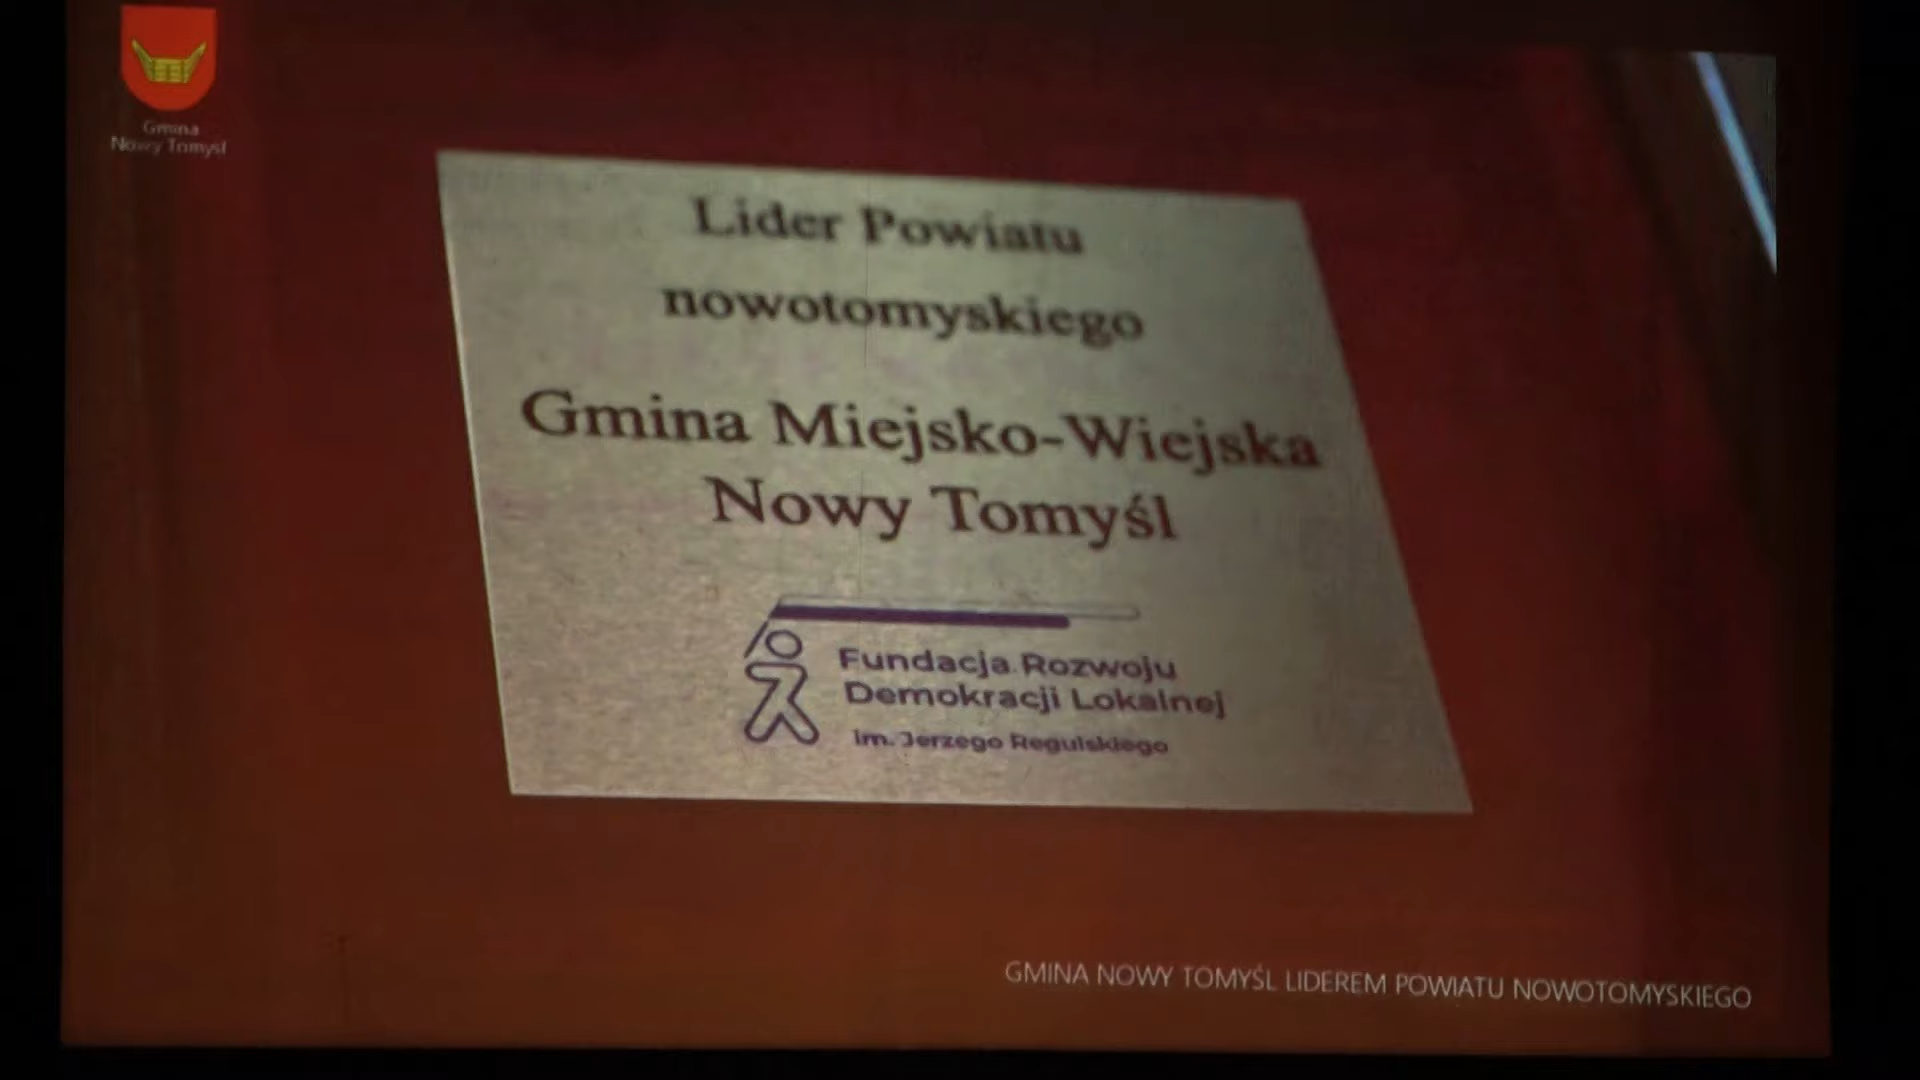 Gmina
Nowy Tomyśl
Lider Powiatu
nowotomyskiego
Gmina Miejsko-Wiejska
Nowy Tomyśl
Fundacja Rozwoju
Demokracji Lokalnej
im. Jerzego Regulskiego
GMINA NOWY TOMYŚL LIDEREM POWIATU NOWOTOMYSKIEGO